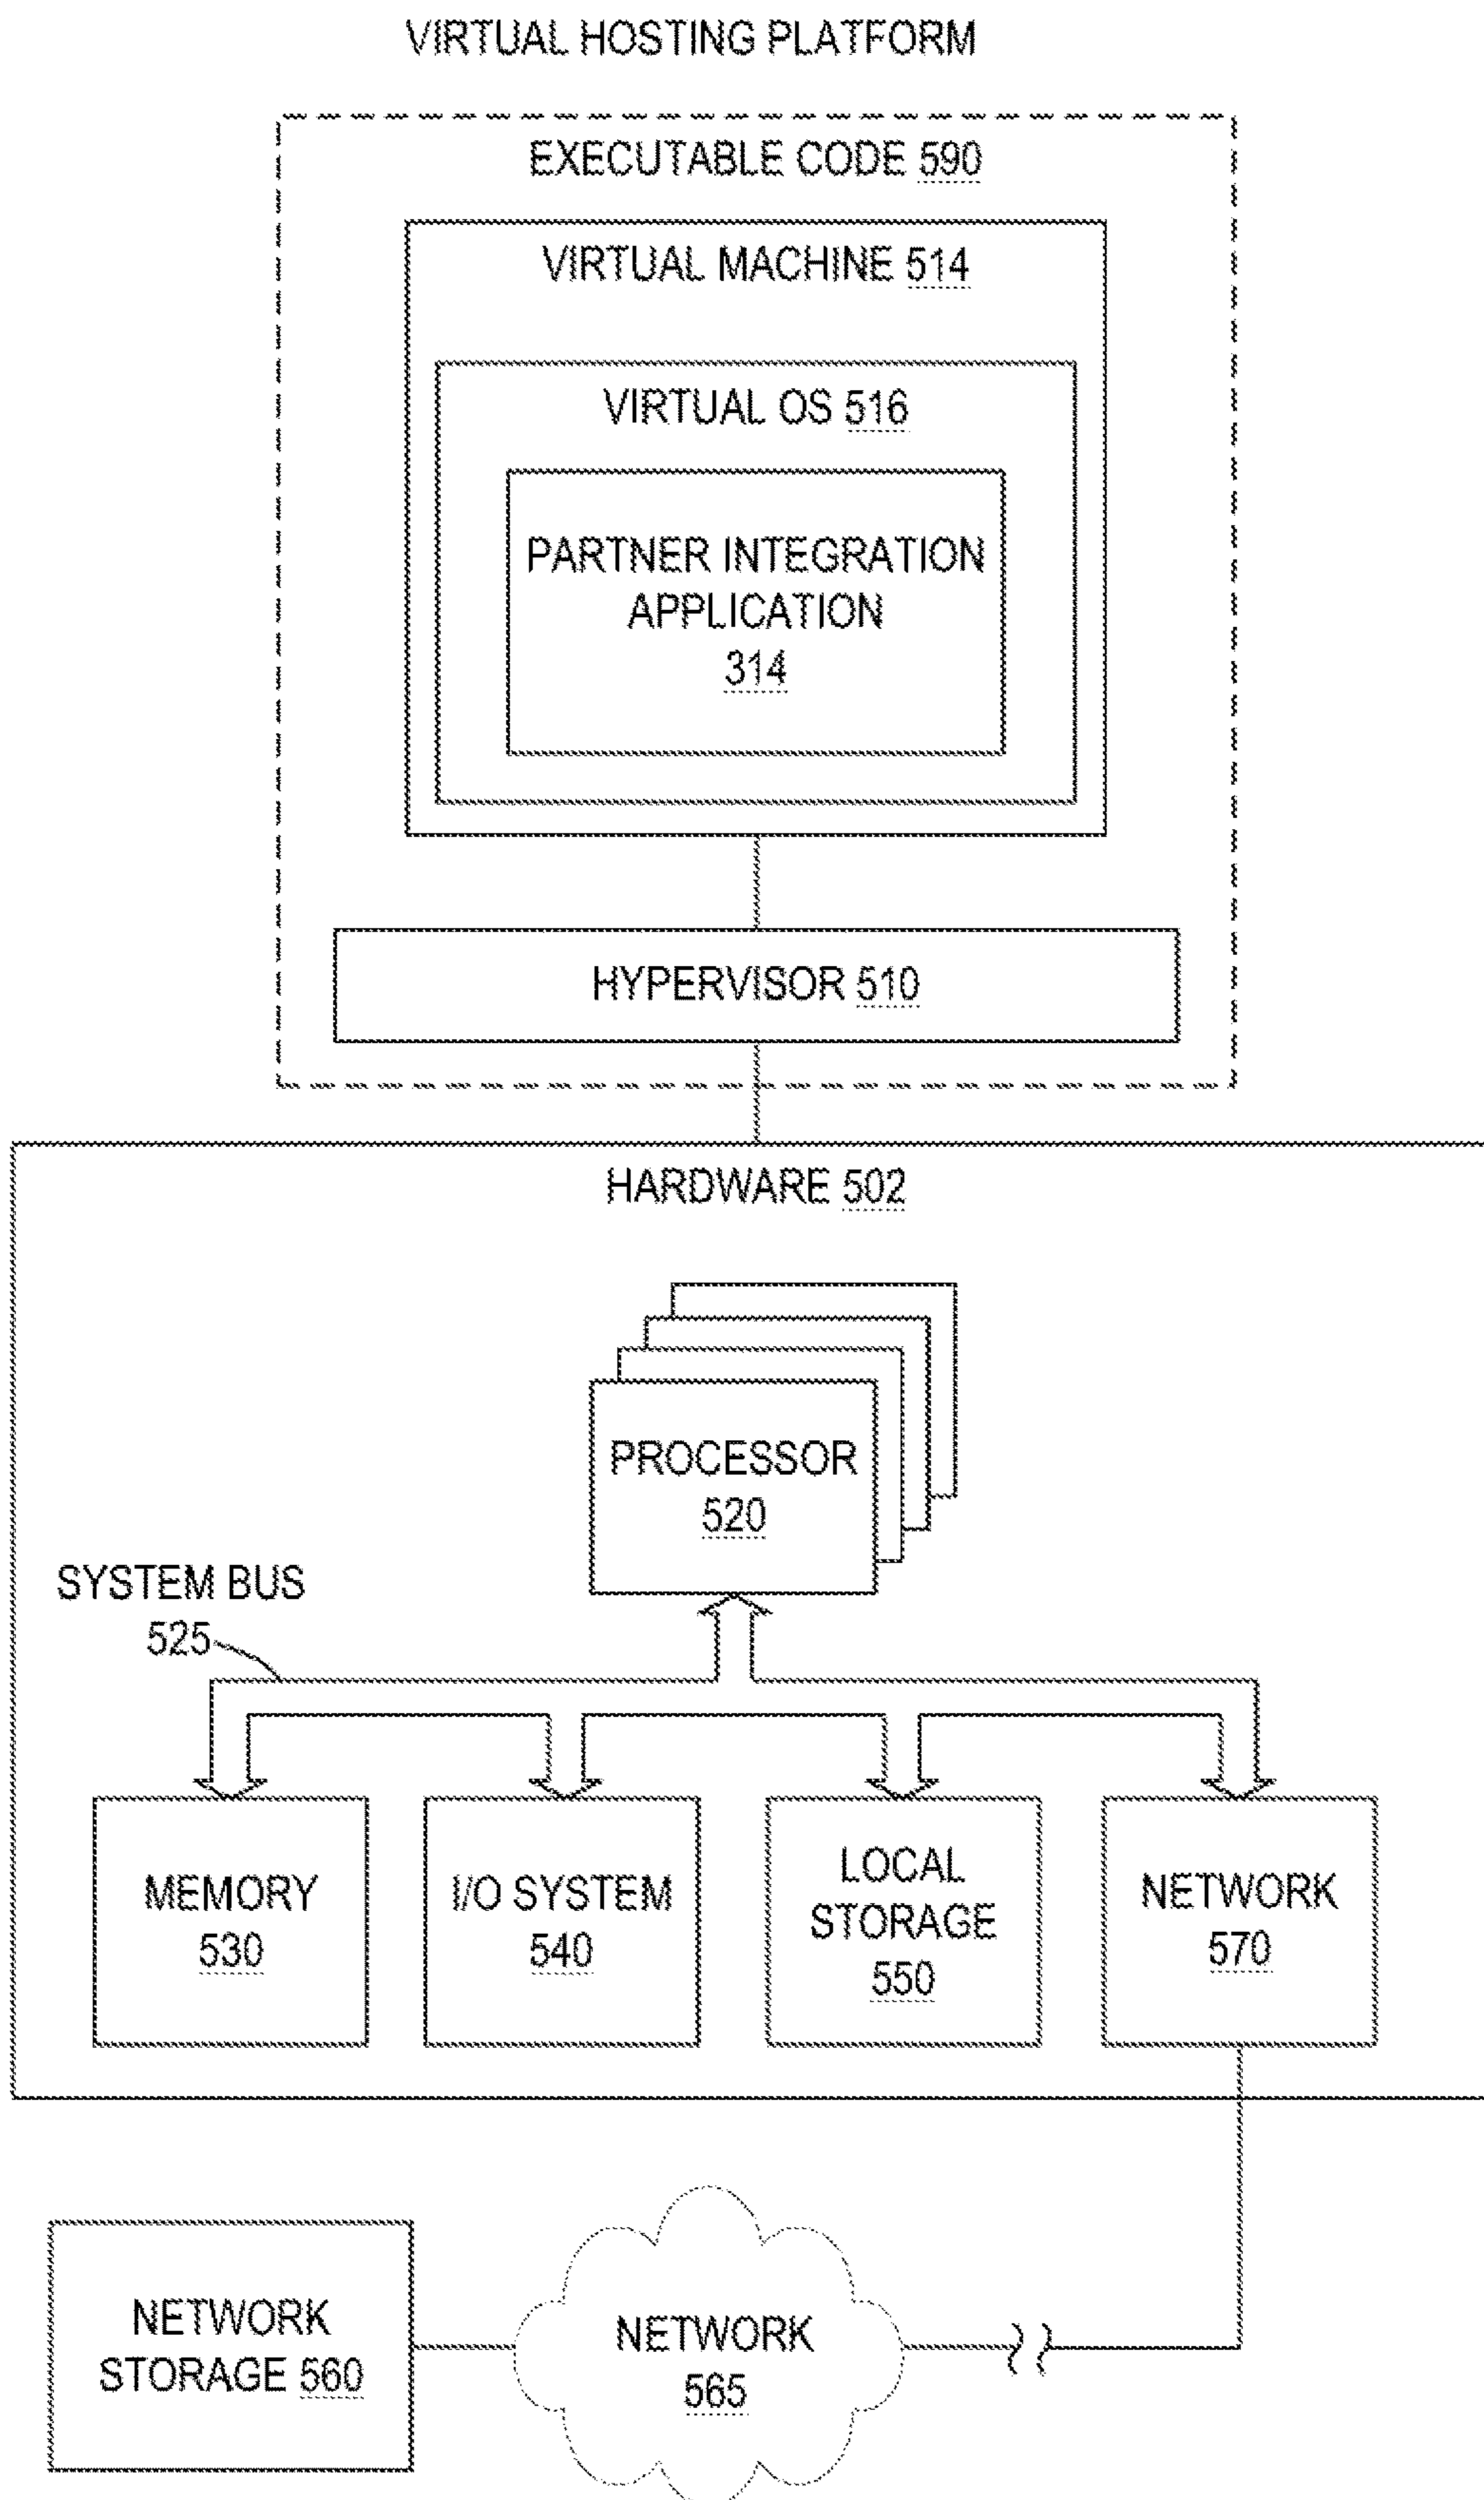 VIRTUAL HOSTING PLATFORM
EXECUTABLE CODE 590
VIRTUAL MACHINE 514
VIRTUAL OS 516
PARTNER INTEGRATION
APPLICATION
314
HYPERVISOR 510
HARDWARE 502
PROCESSOR
520
SYSTEM BUS
525
MEMORY
530
I/O SYSTEM
540
LOCAL
STORAGE
550
NETWORK
570
NETWORK
STORAGE 560
NETWORK
565